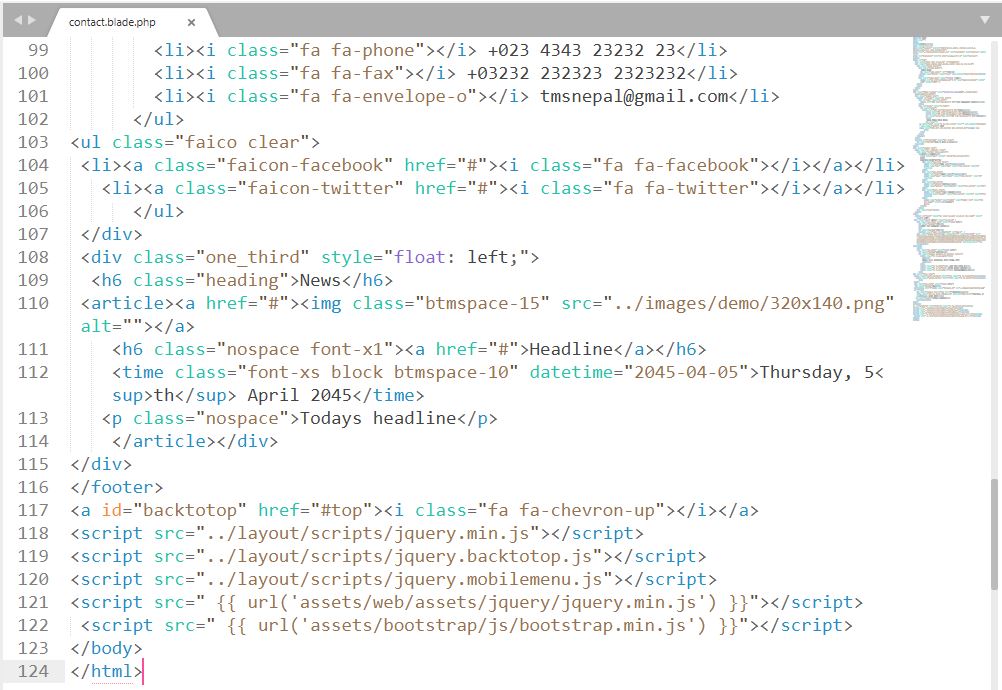 contact.blade.php ×
99 <li><i class="fa fa-phone"></i> +023 4343 23232 23</li>
100 <li><i class="fa fa-fax"></i> +03232 232323 2323232</li>
101 <li><i class="fa fa-envelope-o"></i> tmsnepal@gmail.com</li>
102 </ul>
103 <ul class="faico clear">
104 <li><a class="faicon-facebook" href="#"><i class="fa fa-facebook"></i></a></li>
105 <li><a class="faicon-twitter" href="#"><i class="fa fa-twitter"></i></a></li>
106 </ul>
107 </div>
108 <div class="one_third" style="float: left;">
109 <h6 class="heading">News</h6>
110 <article><a href="#"><img class="btmspace-15" src="../images/demo/320x140.png"
alt=""></a>
111 <h6 class="nospace font-x1"><a href="#">Headline</a></h6>
112 <time class="font-xs block btmspace-10" datetime="2045-04-05">Thursday, 5<
sup>th</sup> April 2045</time>
113 <p class="nospace">Todays headline</p>
114 </article></div>
115 </div>
116 </footer>
117 <a id="backtotop" href="#top"><i class="fa fa-chevron-up"></i></a>
118 <script src="../layout/scripts/jquery.min.js"></script>
119 <script src="../layout/scripts/jquery.backtotop.js"></script>
120 <script src="../layout/scripts/jquery.mobilemenu.js"></script>
121 <script src=" {{ url('assets/web/assets/jquery/jquery.min.js') }}"></script>
122 <script src=" {{ url('assets/bootstrap/js/bootstrap.min.js') }}"></script>
123 </body>
124 </html>